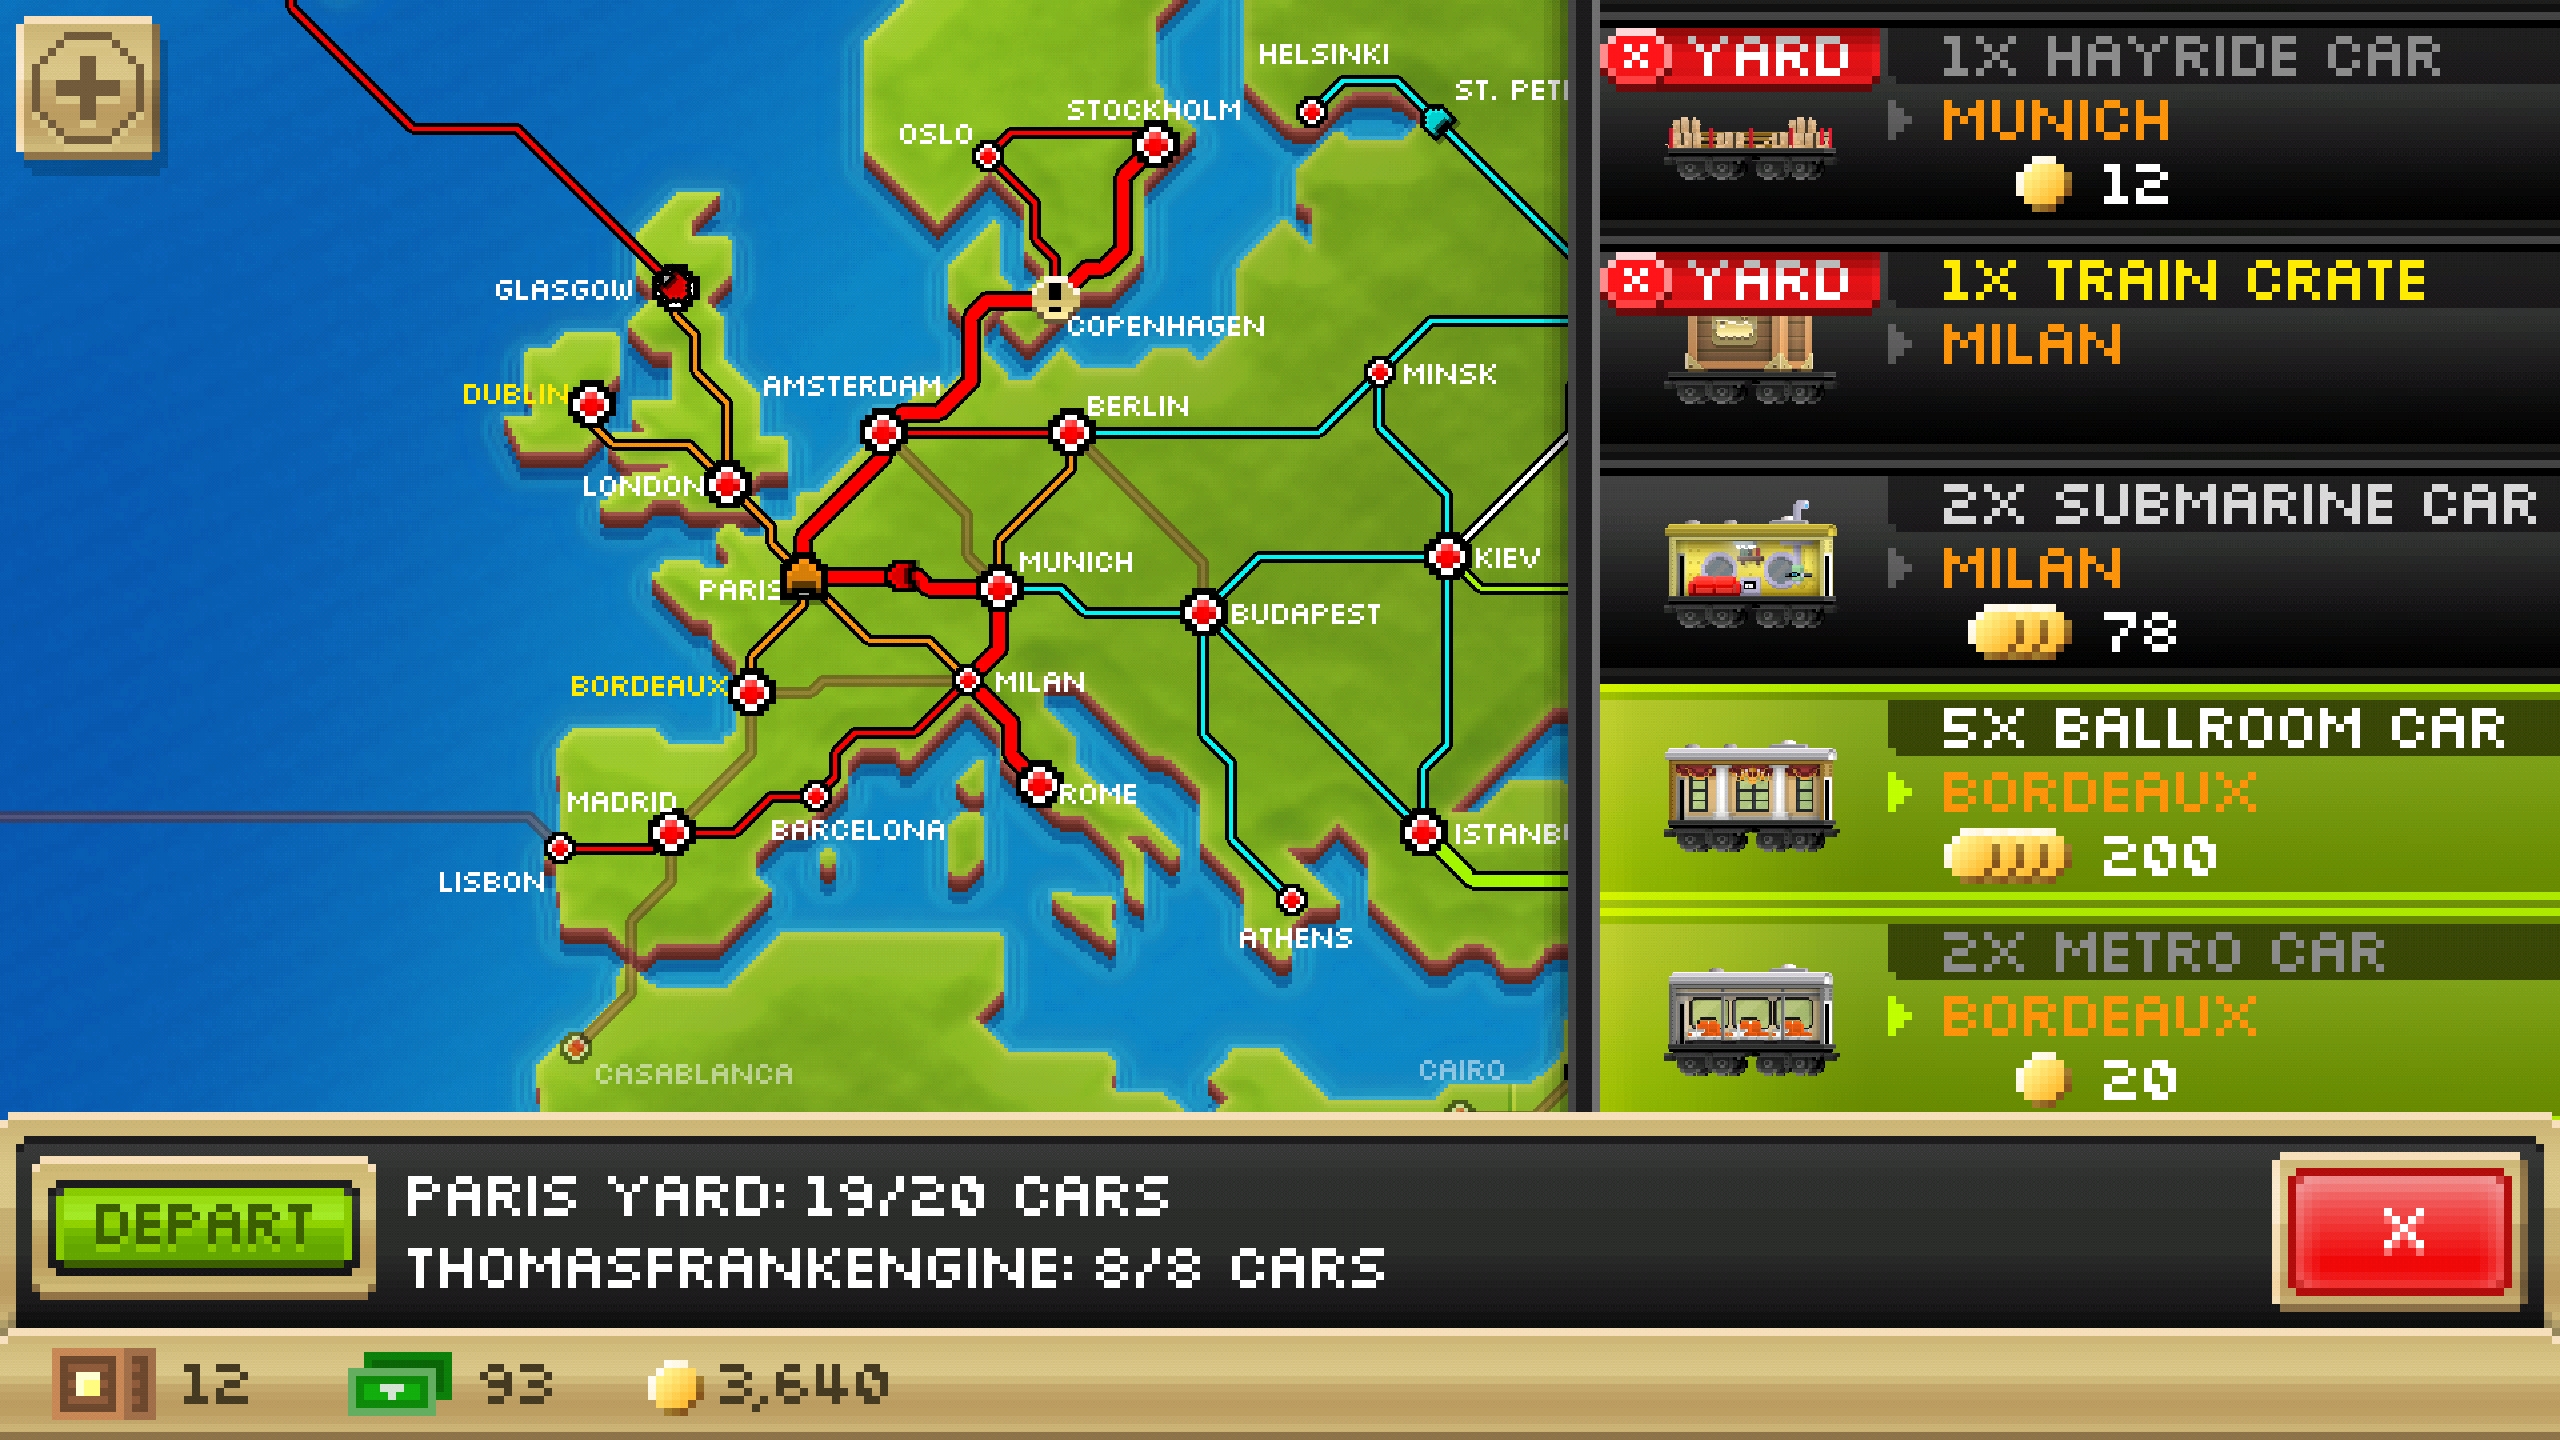 HELSINKI
ST. PET
STOCKHOLM
OSLO
GLASGOW
COPENHAGEN
AMSTERDAM
DUBLIN
BERLIN
MINSK
LONDON
MUNICH
KIEV
PARIS
BUDAPEST
BORDEAUX
MILAN
MADRID
ROME
BARCELONA
ISTANB
LISBON
ATHENS
CASABLANCA
CAIRO
YARD
1X HAYRIDE CAR
MUNICH
12
YARD
1X TRAIN CRATE
MILAN
2X SUBMARINE CAR
MILAN
78
5X BALLROOM CAR
BORDEAUX
200
2X METRO CAR
BORDEAUX
20
DEPART
PARIS YARD: 19/20 CARS
THOMASFRANKENGINE: 8/8 CARS
X
12
93
3,640